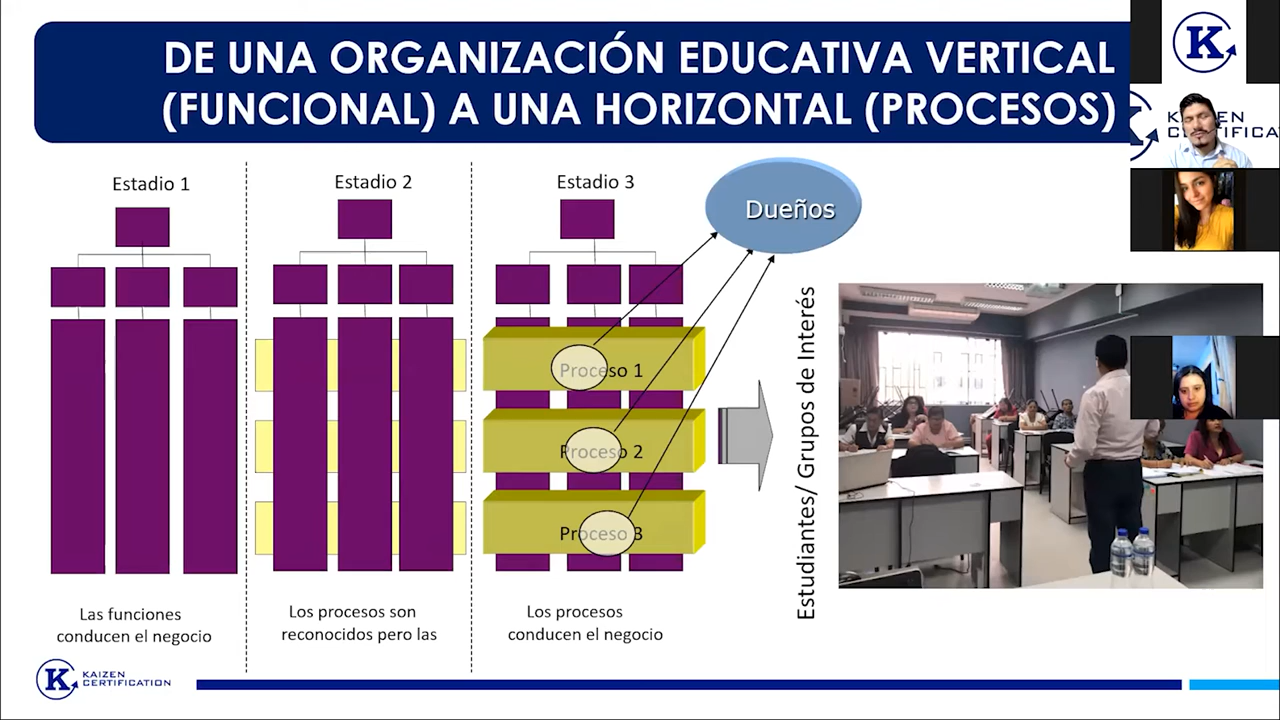 DE UNA ORGANIZACIÓN EDUCATIVA VERTICAL
(FUNCIONAL) A UNA HORIZONTAL (PROCESOS)
K
KAIZEN
CERTIFICA
Estadio 1
Estadio 2
Estadio 3
Dueños
Proceso 1
Proceso 2
Proceso 3
Estudiantes/ Grupos de Interés
Las funciones
conducen el negocio
Los procesos son
reconocidos pero las
Los procesos
conducen el negocio
K
KAIZEN
CERTIFICATION